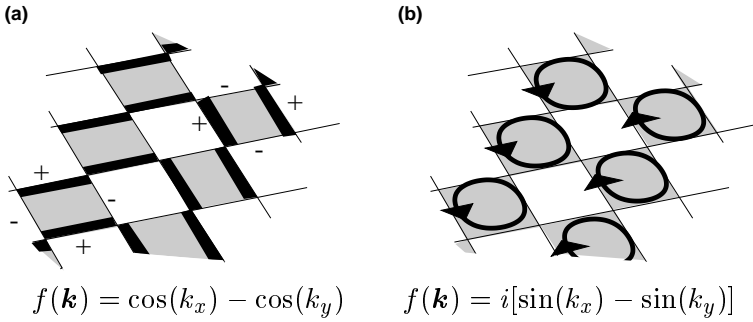 (a)
(b)
-
+
+
-
+
-
-
+
f(k) = cos(k_x) − cos(k_y)
f(k) = i[sin(k_x) − sin(k_y)]